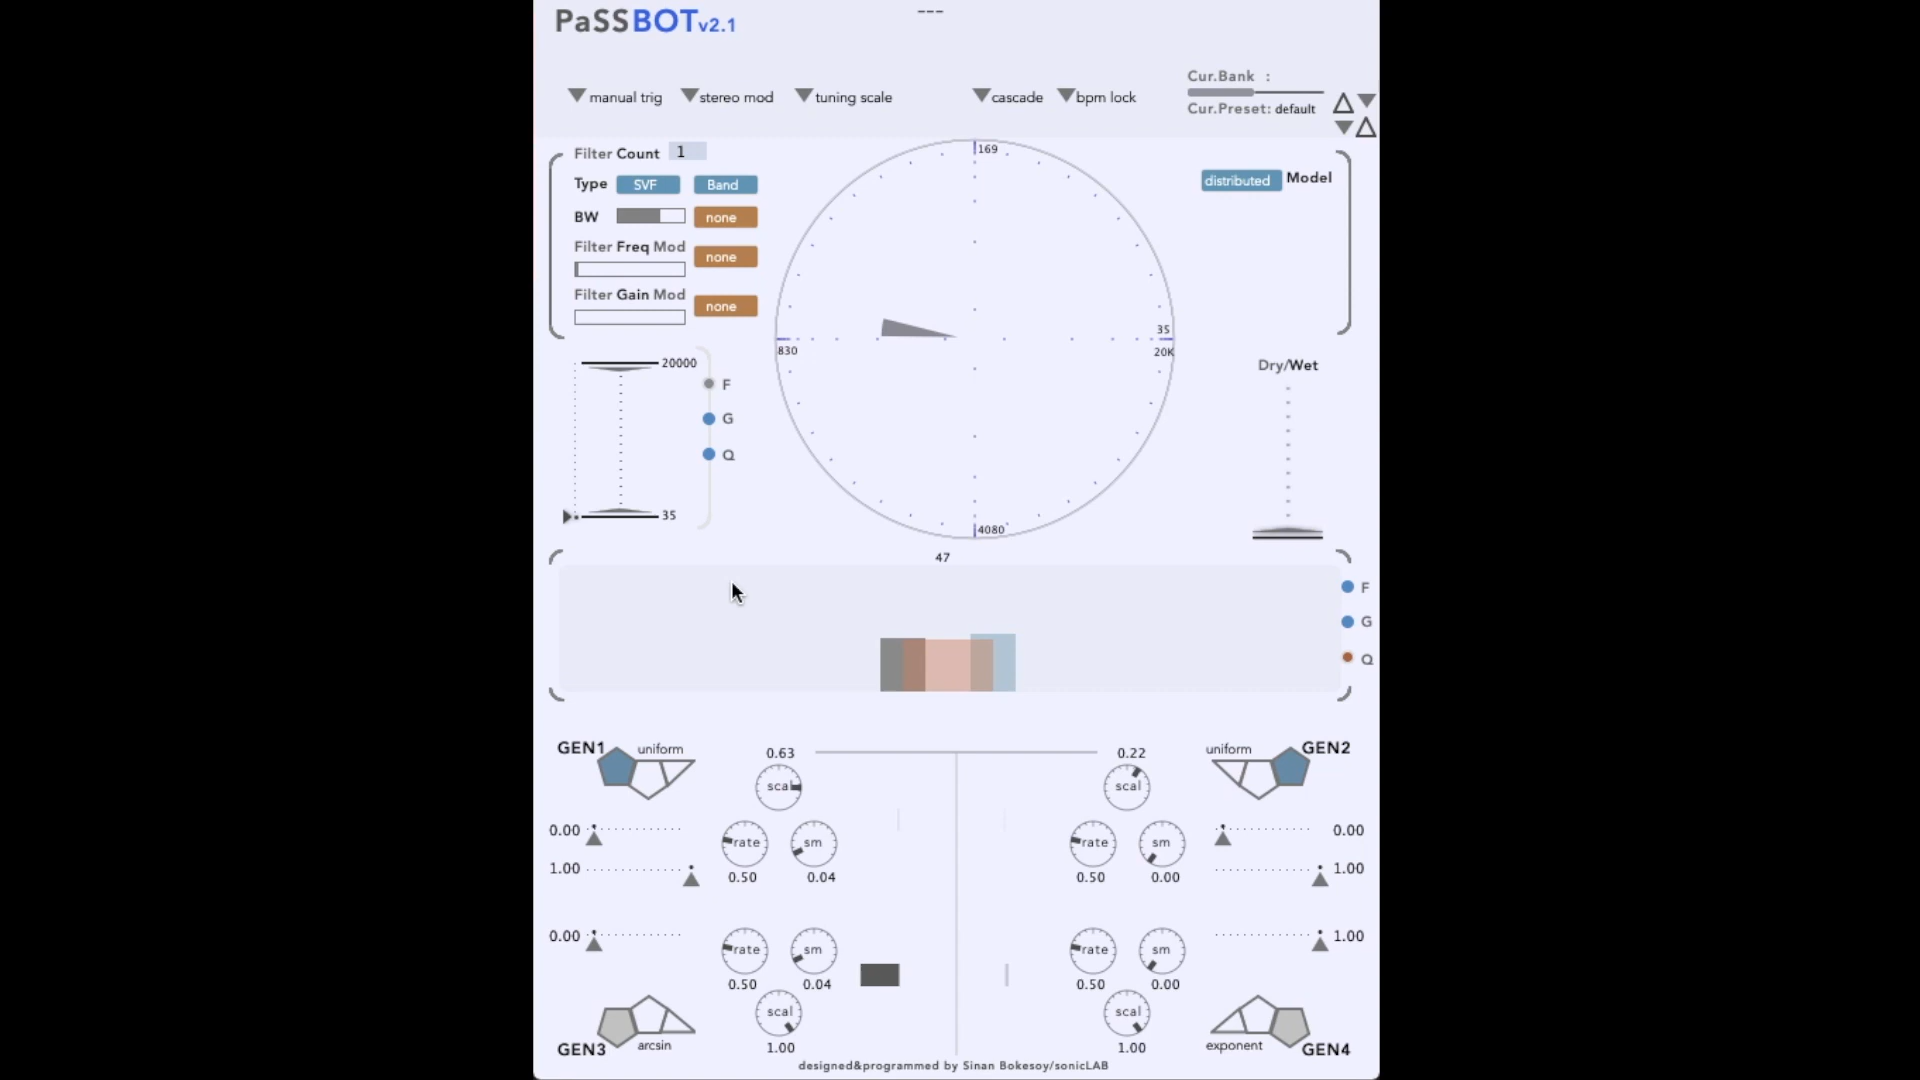 PaSSBOTv2.1
---
manual trig stereo mod tuning scale cascade bpm lock
Cur.Bank :
Cur.Preset: default
Filter Count 1
Type SVF Band
BW none
Filter Freq Mod none
Filter Gain Mod none
distributed Model
169
35
830
20K
4080
47
20000
35
F
G
Q
Dry/Wet
F
G
Q
GEN1 uniform
0.63
scal
0.22
scal
uniform GEN2
0.00
1.00
rate sm
0.50 0.04
rate sm
0.50 0.00
0.00
1.00
0.00
rate sm
0.50 0.04
rate sm
0.50 0.00
1.00
GEN3 arcsin
scal
1.00
scal
1.00
exponent GEN4
designed&programmed by Sinan Bokesoy/sonicLAB